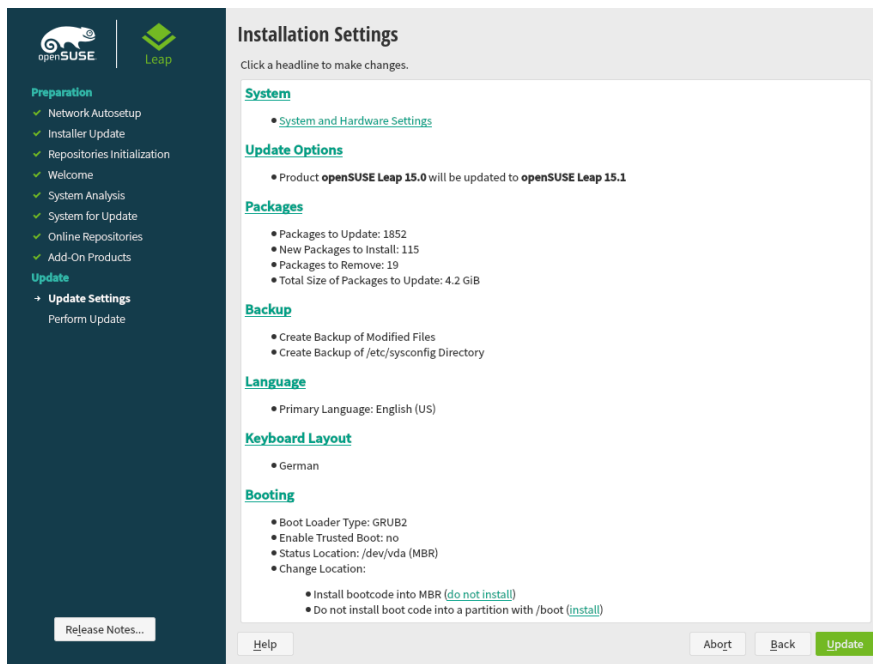 openSUSE
Leap
Preparation
Network Autosetup
Installer Update
Repositories Initialization
Welcome
System Analysis
System for Update
Online Repositories
Add-On Products
Update
Update Settings
Perform Update
Release Notes...
Installation Settings
Click a headline to make changes.
System
System and Hardware Settings
Update Options
Product openSUSE Leap 15.0 will be updated to openSUSE Leap 15.1
Packages
Packages to Update: 1852
New Packages to Install: 115
Packages to Remove: 19
Total Size of Packages to Update: 4.2 GiB
Backup
Create Backup of Modified Files
Create Backup of /etc/sysconfig Directory
Language
Primary Language: English (US)
Keyboard Layout
German
Booting
Boot Loader Type: GRUB2
Enable Trusted Boot: no
Status Location: /dev/vda (MBR)
Change Location:
Install bootcode into MBR (do not install)
Do not install boot code into a partition with /boot (install)
Help
Abort
Back
Update